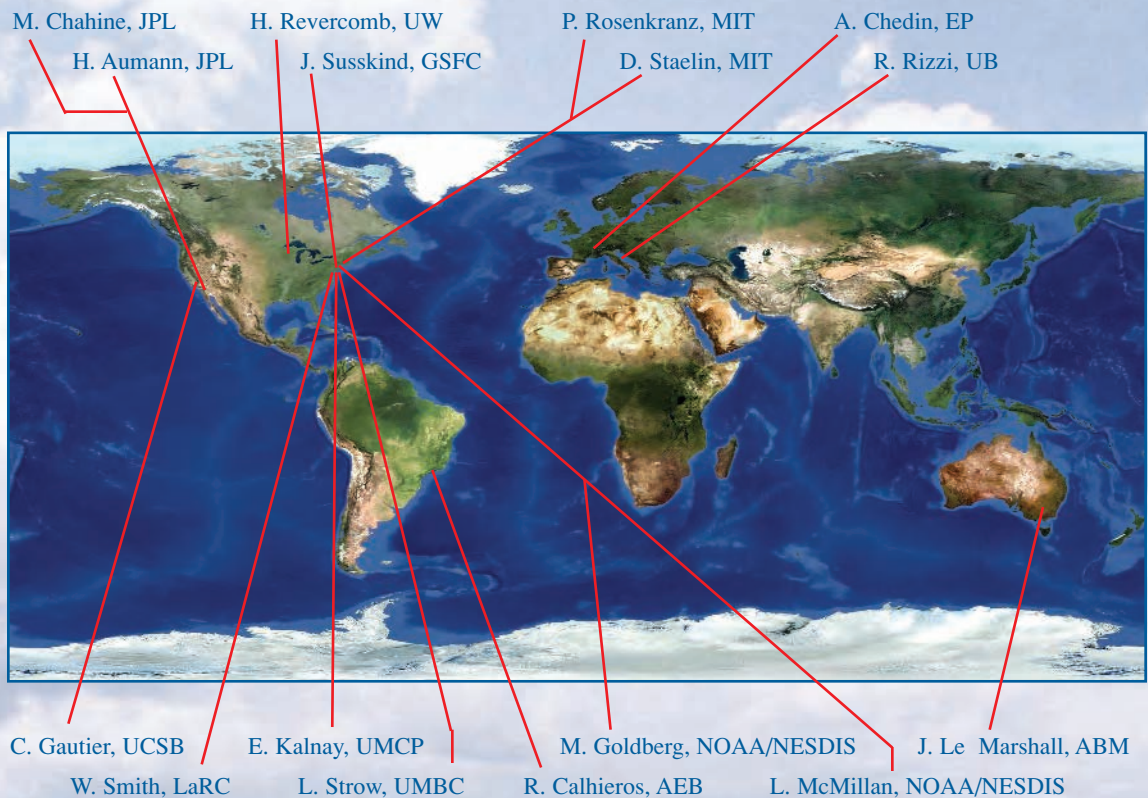 M. Chahine, JPL
H. Revercomb, UW
P. Rosenkranz, MIT
A. Chedin, EP
H. Aumann, JPL
J. Susskind, GSFC
D. Staelin, MIT
R. Rizzi, UB
C. Gautier, UCSB
E. Kalnay, UMCP
M. Goldberg, NOAA/NESDIS
J. Le Marshall, ABM
W. Smith, LaRC
L. Strow, UMBC
R. Calhieros, AEB
L. McMillan, NOAA/NESDIS